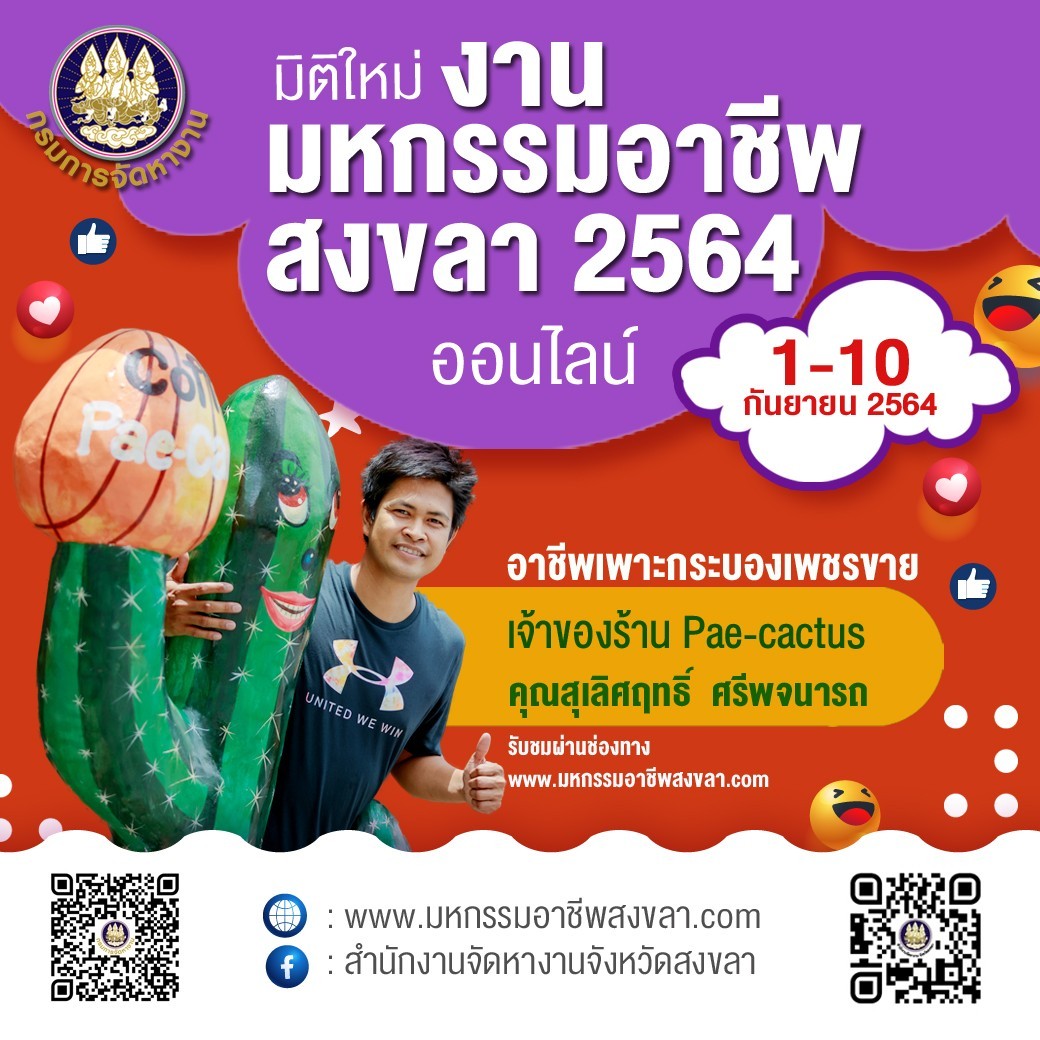 กรมการจัดหางาน
มิติใหม่ งาน
มหกรรมอาชีพ
สงขลา 2564
ออนไลน์
1-10
กันยายน 2564
Pae-Ca
อาชีพเพาะกระบองเพชรขาย
เจ้าของร้าน Pae-cactus
คุณสุเลิศฤทธิ์ ศรีพจนารถ
UNITED WE WIN
รับชมผ่านช่องทาง
www.มหกรรมอาชีพสงขลา.com
: www.มหกรรมอาชีพสงขลา.com
: สำนักงานจัดหางานจังหวัดสงขลา